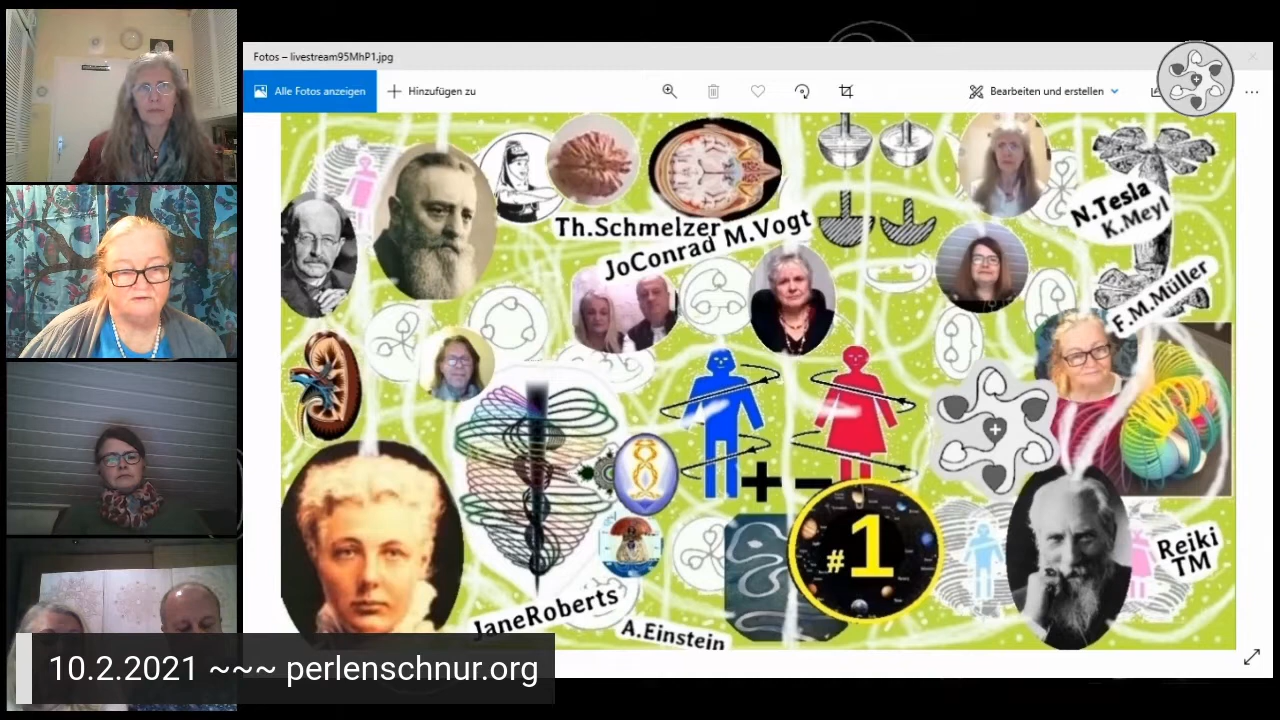 Fotos – livestream95MhP1.jpg
Alle Fotos anzeigen
Hinzufügen zu
Bearbeiten und erstellen
Th.Schmelzer
JoConrad M.Vogt
N.Tesla
K.Meyl
F.M.Müller
+ −
#1
Reiki
TM
JaneRoberts
A.Einstein
10.2.2021 ~~~ perlenschnur.org